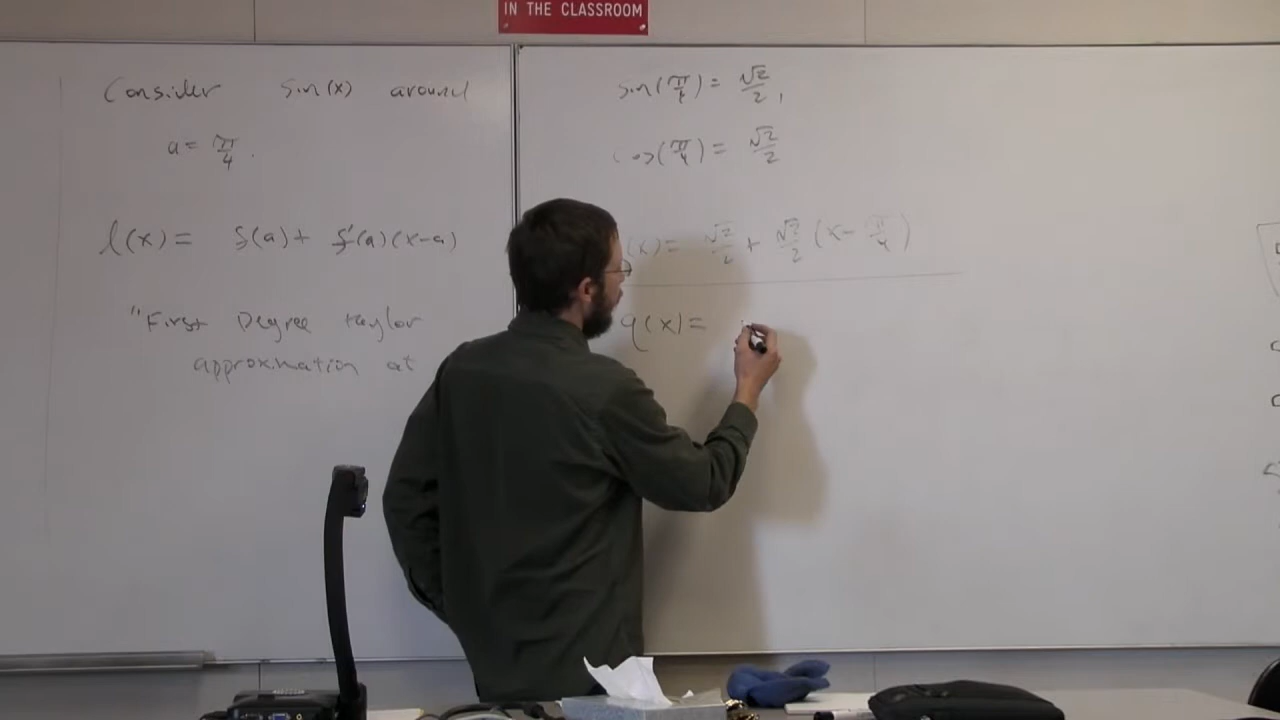 IN THE CLASSROOM
Consider sin(x) around
a = π/4.
l(x) = f(a) + f'(a)(x-a)
"First Degree Taylor
approximation at
sin(π/4) = √2/2,
cos(π/4) = √2/2
(x) = √2/2 + √2/2 (x - π/4)
q(x) =